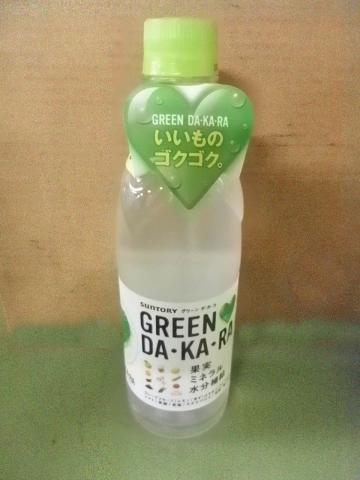 GREEN DA·KA·RA
いいもの
ゴクゴク。
SUNTORY グリーン ダ・カ・ラ
GREEN
DA·KA·RA
果実
ミネラル
水分補給